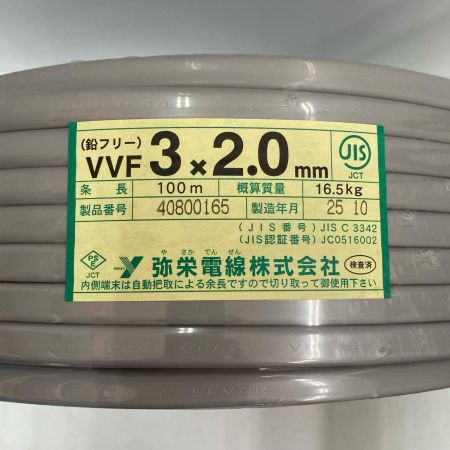 (鉛フリー)
VVF 3×2.0mm
JIS
JCT
条長 100m 概算質量 16.5kg
製品番号 40800165 製造年月 25 10
(JIS番号) JIS C 3342
(JIS認証番号) JC0516002
PSE
JCT
やさかでんせん
弥栄電線株式会社
検査済
内側端末は自動把取による余長ですので切り取って御使用下さい